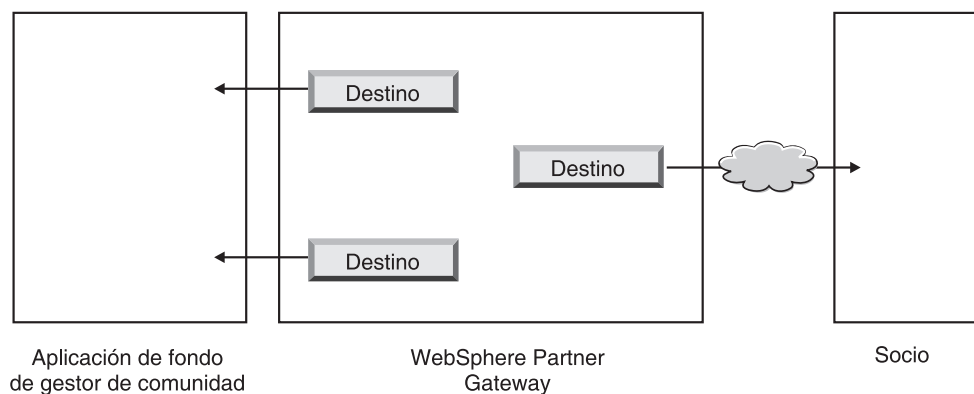 Destino
Destino
Destino
Aplicación de fondo
de gestor de comunidad
WebSphere Partner
Gateway
Socio